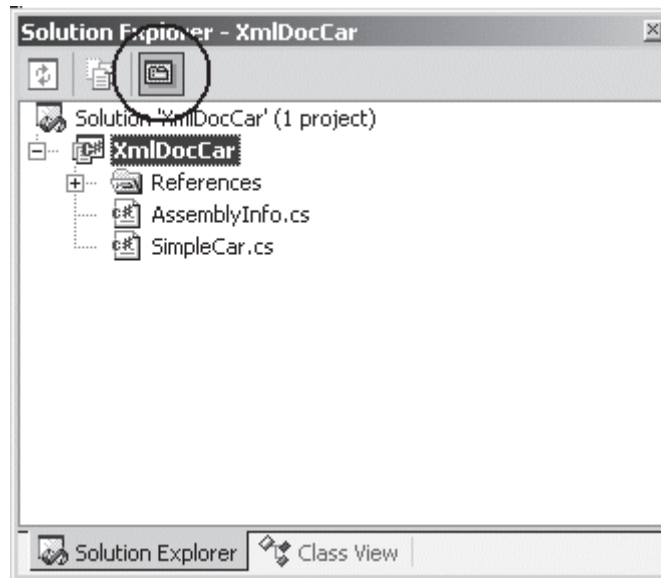 Solution Explorer - XmlDocCar
Solution 'XmlDocCar' (1 project)
XmlDocCar
References
AssemblyInfo.cs
SimpleCar.cs
Solution Explorer Class View